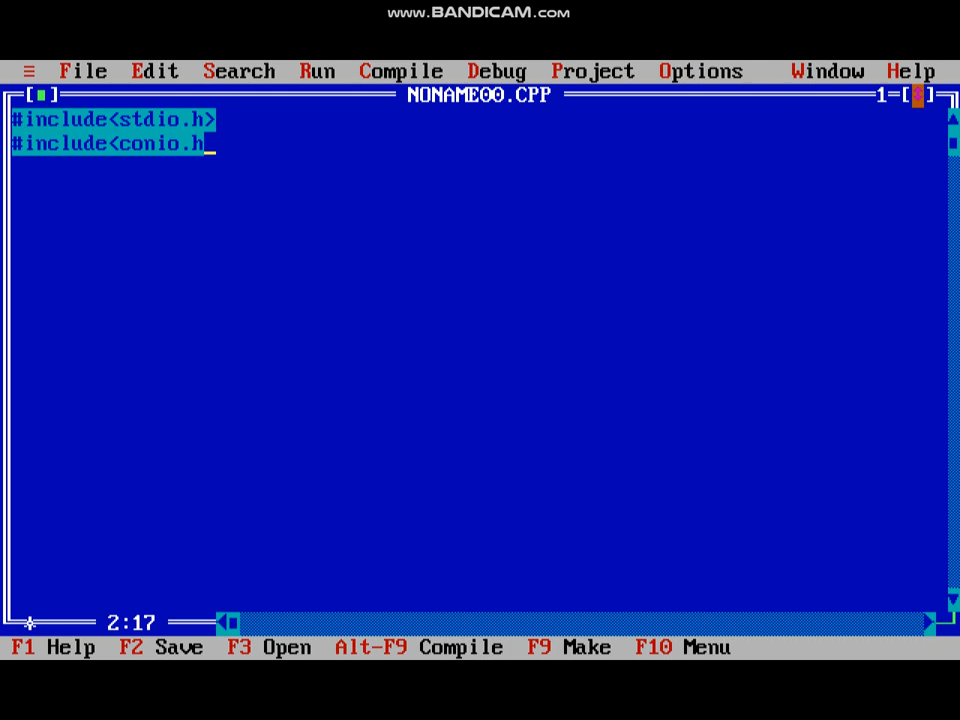 www.BANDICAM.com
≡ File Edit Search Run Compile Debug Project Options Window Help
[■] NONAME00.CPP 1=[↕]
#include<stdio.h>
#include<conio.h
* 2:17
F1 Help F2 Save F3 Open Alt-F9 Compile F9 Make F10 Menu